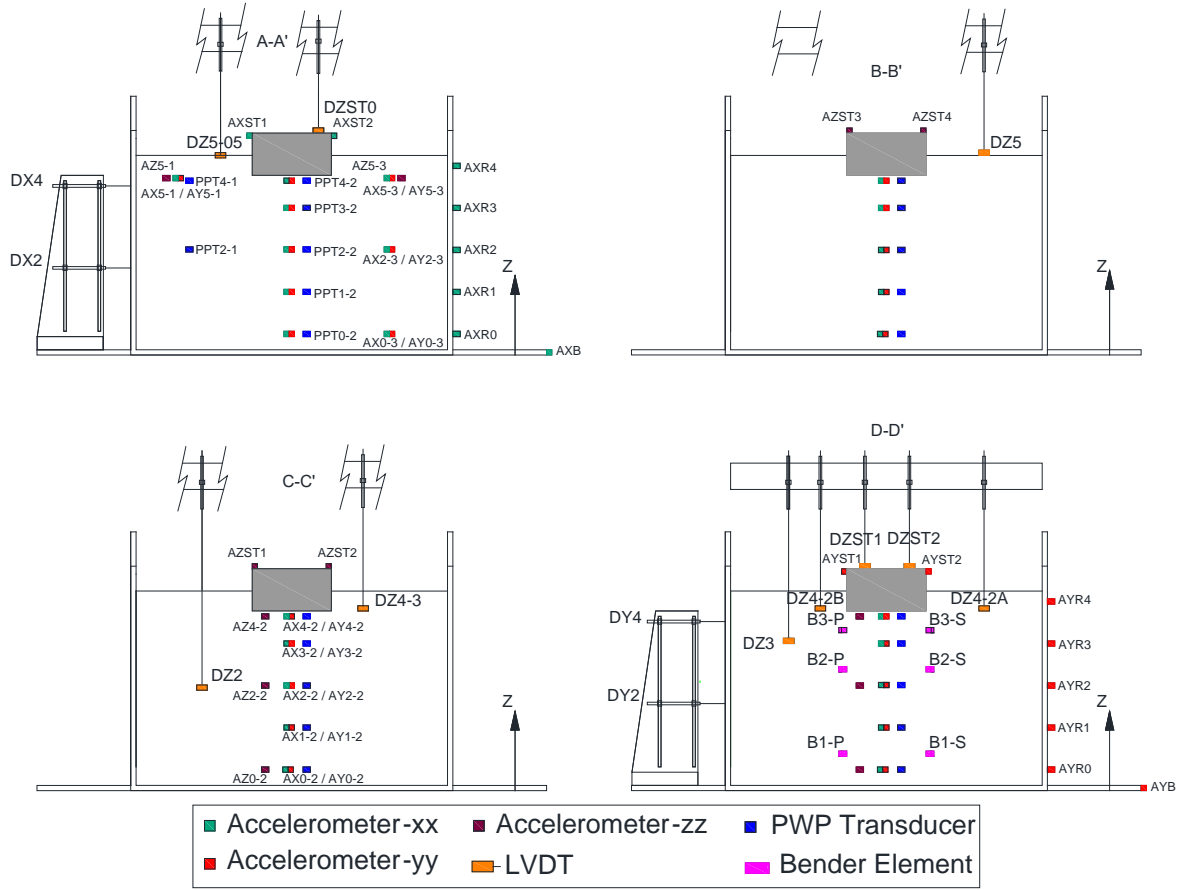 A-A'
DZST0
AXST1
AXST2
DZ5-05
AZ5-1
PPT4-1
AX5-1 / AY5-1
AZ5-3
PPT4-2
AX5-3 / AY5-3
AXR4
DX4
PPT3-2
AXR3
PPT2-1
PPT2-2
AX2-3 / AY2-3
AXR2
DX2
Z
PPT1-2
AXR1
PPT0-2
AX0-3 / AY0-3
AXR0
AXB
B-B'
AZST3
AZST4
DZ5
Z
C-C'
AZST1
AZST2
DZ4-3
AZ4-2
AX4-2 / AY4-2
AX3-2 / AY3-2
DZ2
AZ2-2
AX2-2 / AY2-2
Z
AX1-2 / AY1-2
AZ0-2
AX0-2 / AY0-2
D-D'
DZST1
DZST2
AYST1
AYST2
DZ4-2B
DZ4-2A
AYR4
DY4
B3-P
B3-S
DZ3
AYR3
B2-P
B2-S
AYR2
DY2
Z
AYR1
B1-P
B1-S
AYR0
AYB
Accelerometer-xx
Accelerometer-zz
PWP Transducer
Accelerometer-yy
LVDT
Bender Element